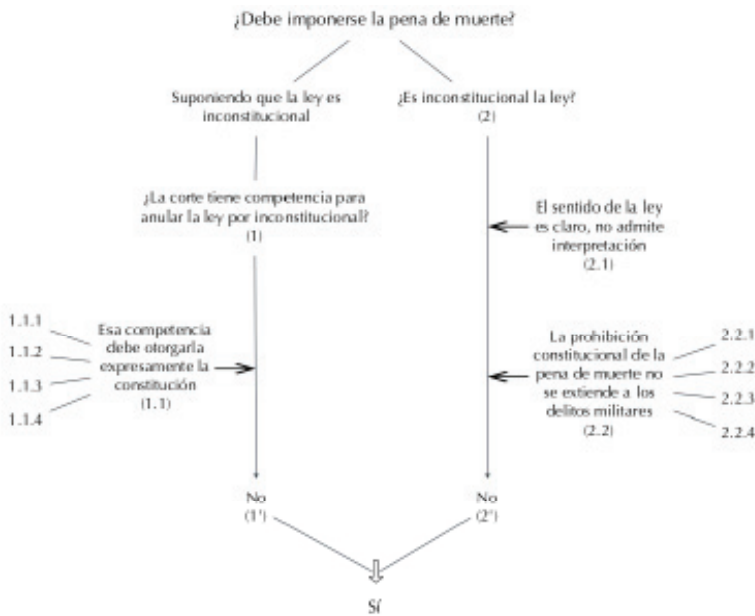 ¿Debe imponerse la pena de muerte?
Suponiendo que la ley es
inconstitucional
¿Es inconstitucional la ley?
(2)
¿La corte tiene competencia para
anular la ley por inconstitucional?
(1)
El sentido de la ley
es claro, no admite
interpretación
(2.1)
1.1.1
1.1.2
1.1.3
1.1.4
Esa competencia
debe otorgarla
expresamente la
constitución
(1.1)
La prohibición
constitucional de la
pena de muerte no
se extiende a los
delitos militares
(2.2)
2.2.1
2.2.2
2.2.3
2.2.4
No
(1')
No
(2')
Sí